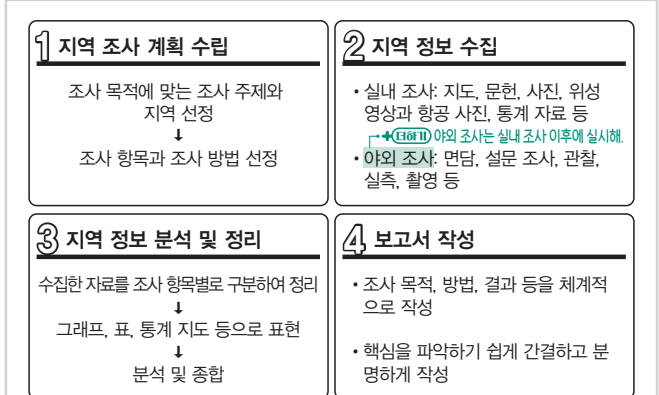 1 지역 조사 계획 수립
조사 목적에 맞는 조사 주제와
지역 선정
↓
조사 항목과 조사 방법 선정
2 지역 정보 수집
• 실내 조사: 지도, 문헌, 사진, 위성
영상과 항공 사진, 통계 자료 등
+더하기 야외 조사는 실내 조사 이후에 실시해.
• 야외 조사: 면담, 설문 조사, 관찰,
실측, 촬영 등
3 지역 정보 분석 및 정리
수집한 자료를 조사 항목별로 구분하여 정리
↓
그래프, 표, 통계 지도 등으로 표현
↓
분석 및 종합
4 보고서 작성
• 조사 목적, 방법, 결과 등을 체계적
으로 작성
• 핵심을 파악하기 쉽게 간결하고 분
명하게 작성